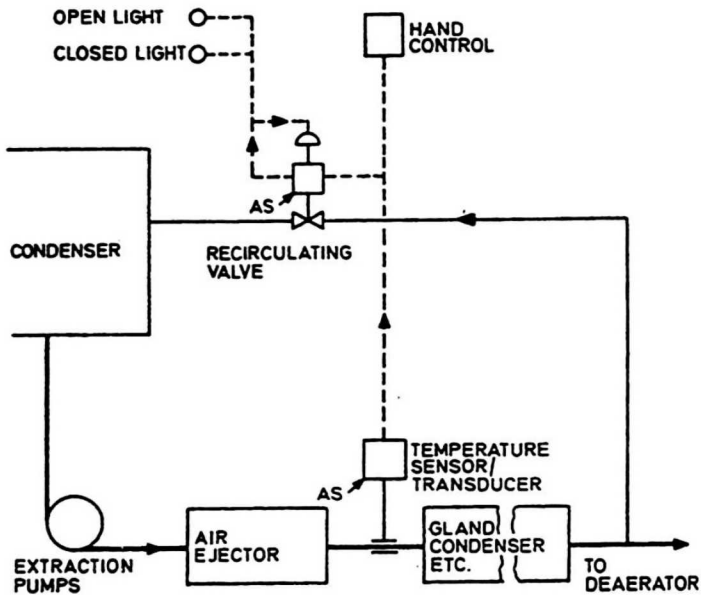 OPEN LIGHT
CLOSED LIGHT
HAND
CONTROL
AS
RECIRCULATING
VALVE
CONDENSER
TEMPERATURE
SENSOR/
TRANSDUCER
AS
AIR
EJECTOR
GLAND
CONDENSER
ETC.
EXTRACTION
PUMPS
TO
DEAERATOR